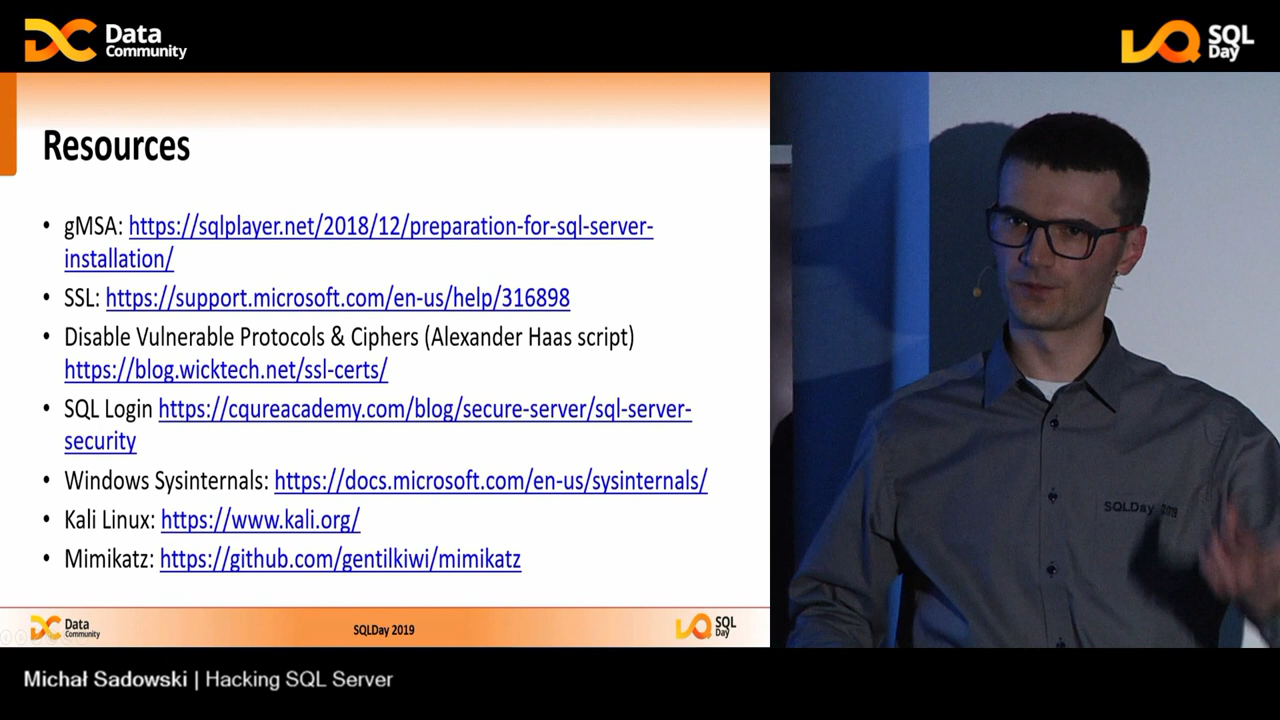 Data
Community
SQL
Day
Resources
• gMSA: https://sqlplayer.net/2018/12/preparation-for-sql-server-
installation/
• SSL: https://support.microsoft.com/en-us/help/316898
• Disable Vulnerable Protocols & Ciphers (Alexander Haas script)
https://blog.wicktech.net/ssl-certs/
• SQL Login https://cqureacademy.com/blog/secure-server/sql-server-
security
• Windows Sysinternals: https://docs.microsoft.com/en-us/sysinternals/
• Kali Linux: https://www.kali.org/
• Mimikatz: https://github.com/gentilkiwi/mimikatz
SQLDay 2019
Data
Community
SQLDay 2019
SQL
Day
Michał Sadowski | Hacking SQL Server